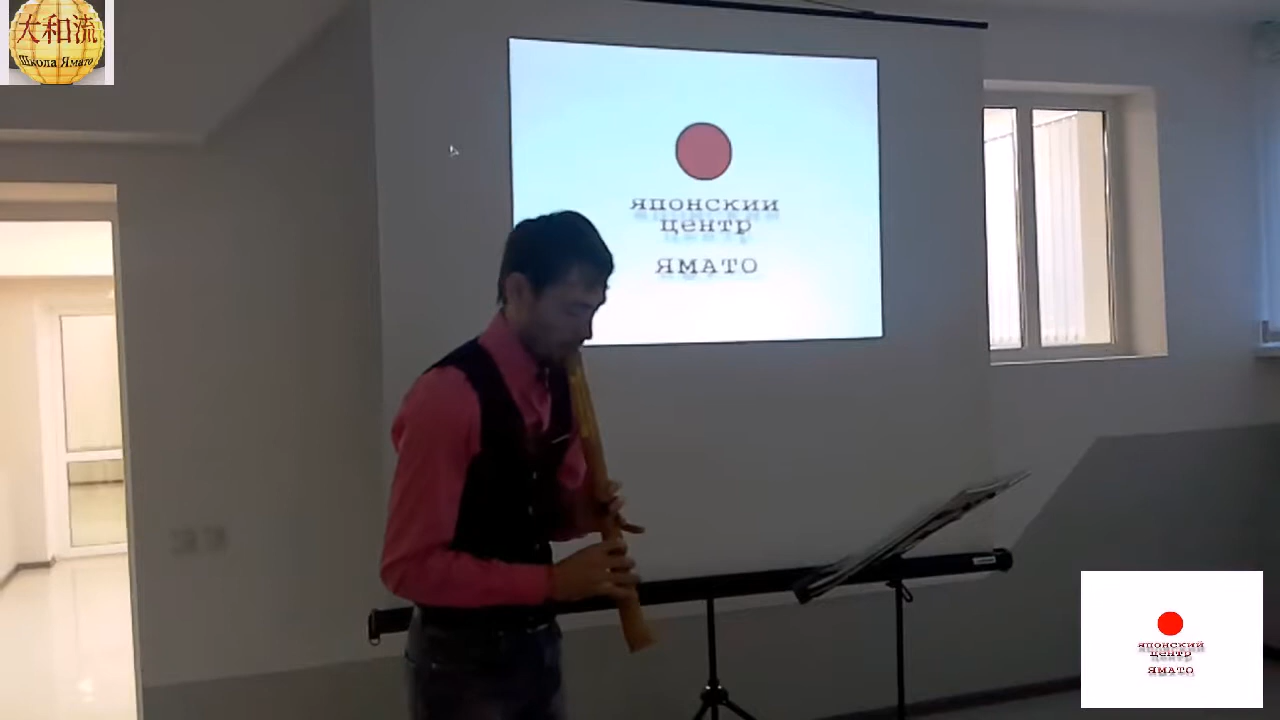 大和流
Школа Ямато
ЯПОНСКИЙ
ЦЕНТР
ЯМАТО
ЯПОНСКИЙ
ЦЕНТР
ЯМАТО